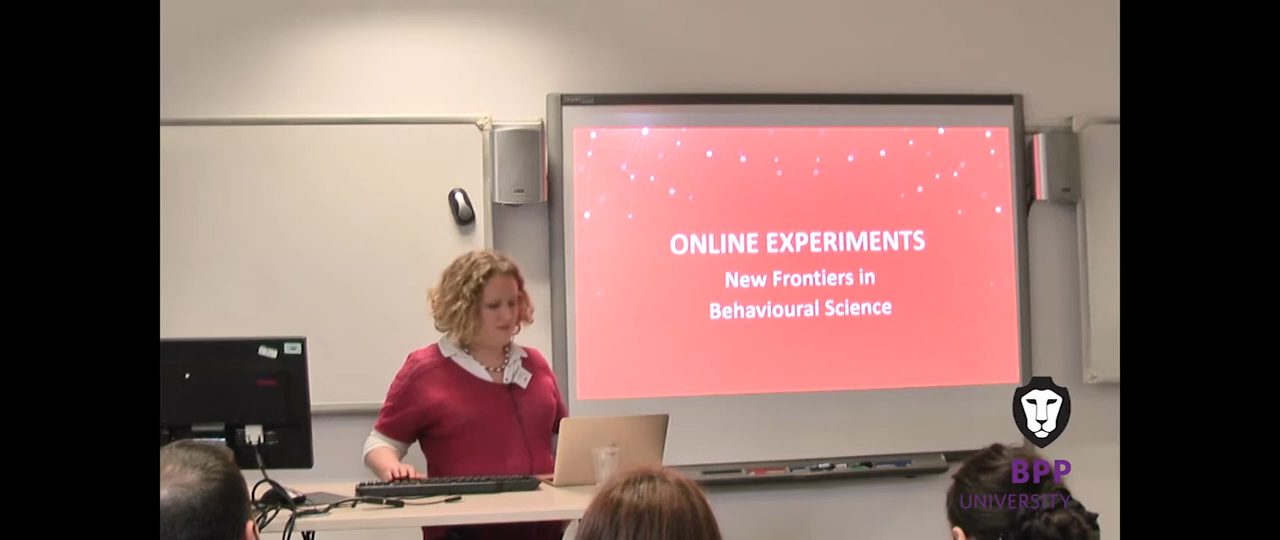 ONLINE EXPERIMENTS
New Frontiers in
Behavioural Science
BPP
UNIVERSITY